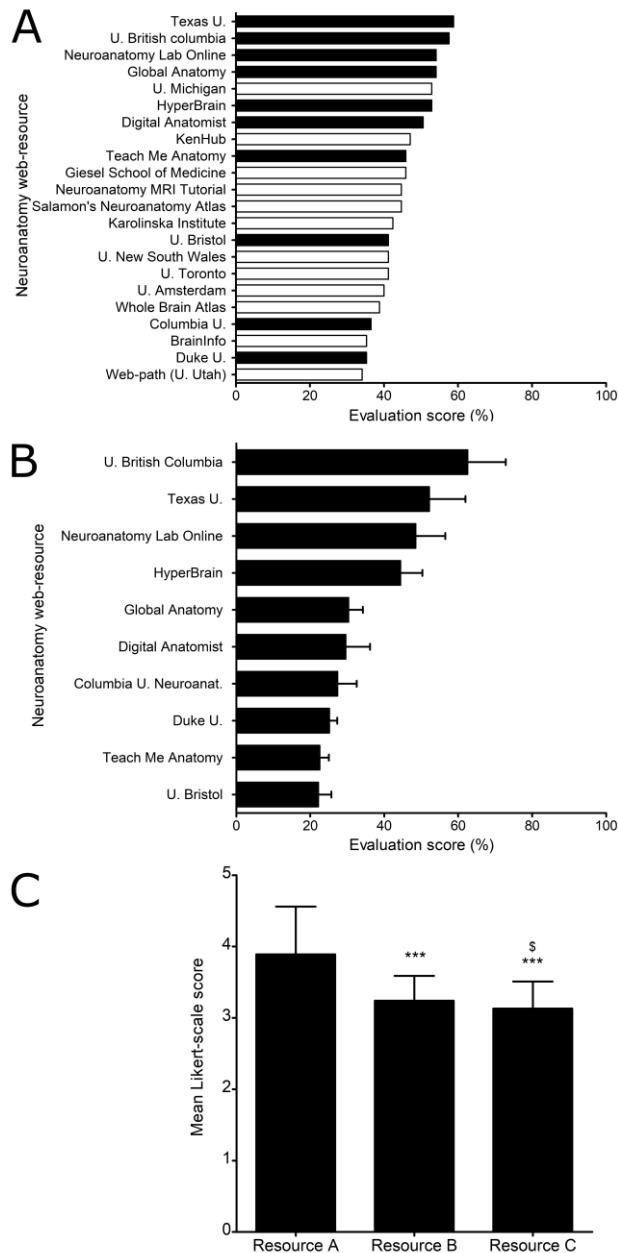 A
Neuroanatomy web-resource
Texas U.
U. British columbia
Neuroanatomy Lab Online
Global Anatomy
U. Michigan
HyperBrain
Digital Anatomist
KenHub
Teach Me Anatomy
Giesel School of Medicine
Neuroanatomy MRI Tutorial
Salamon's Neuroanatomy Atlas
Karolinska Institute
U. Bristol
U. New South Wales
U. Toronto
U. Amsterdam
Whole Brain Atlas
Columbia U.
BrainInfo
Duke U.
Web-path (U. Utah)
0 20 40 60 80 100
Evaluation score (%)
B
Neuroanatomy web-resource
U. British Columbia
Texas U.
Neuroanatomy Lab Online
HyperBrain
Global Anatomy
Digital Anatomist
Columbia U. Neuroanat.
Duke U.
Teach Me Anatomy
U. Bristol
0 20 40 60 80 100
Evaluation score (%)
C
Mean Likert-scale score
5
4
3
2
1
0
***
$
***
Resource A Resource B Resource C